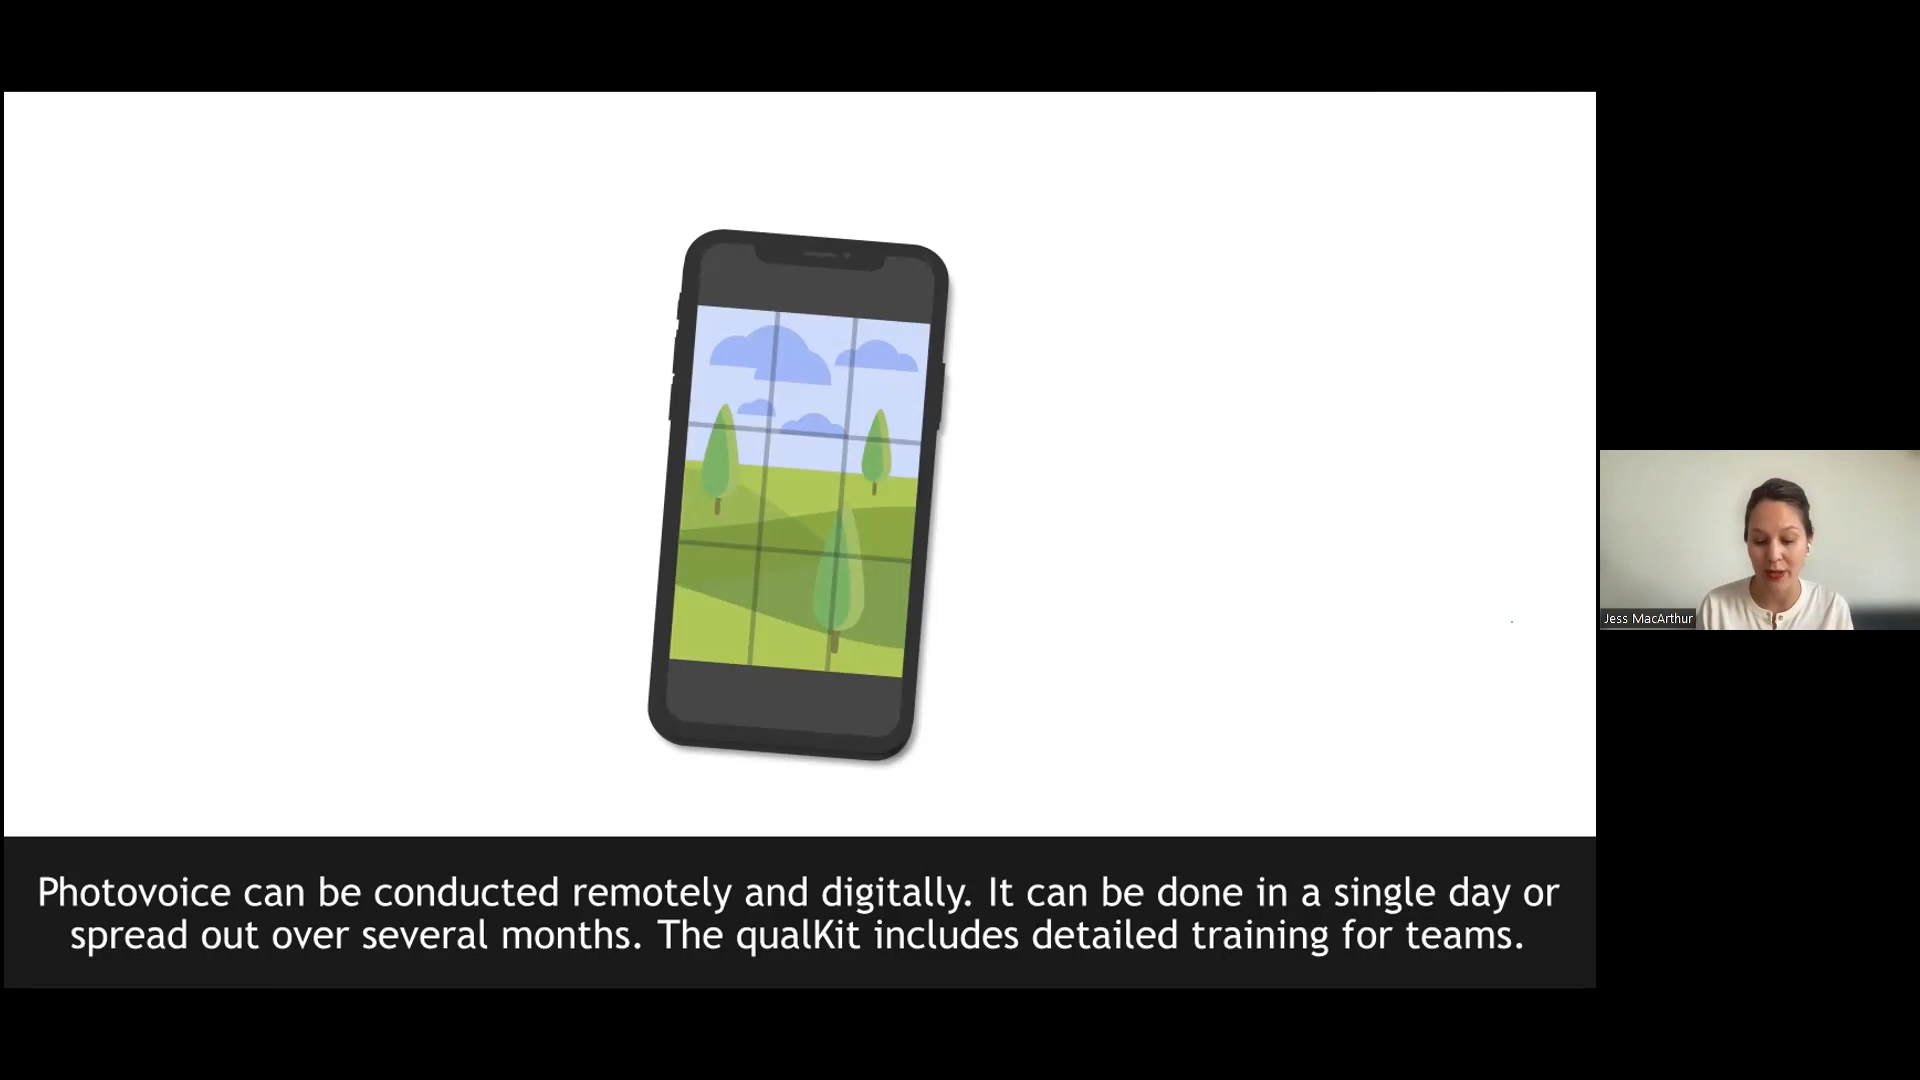 Photovoice can be conducted remotely and digitally. It can be done in a single day or
spread out over several months. The qualKit includes detailed training for teams.
Jess MacArthur